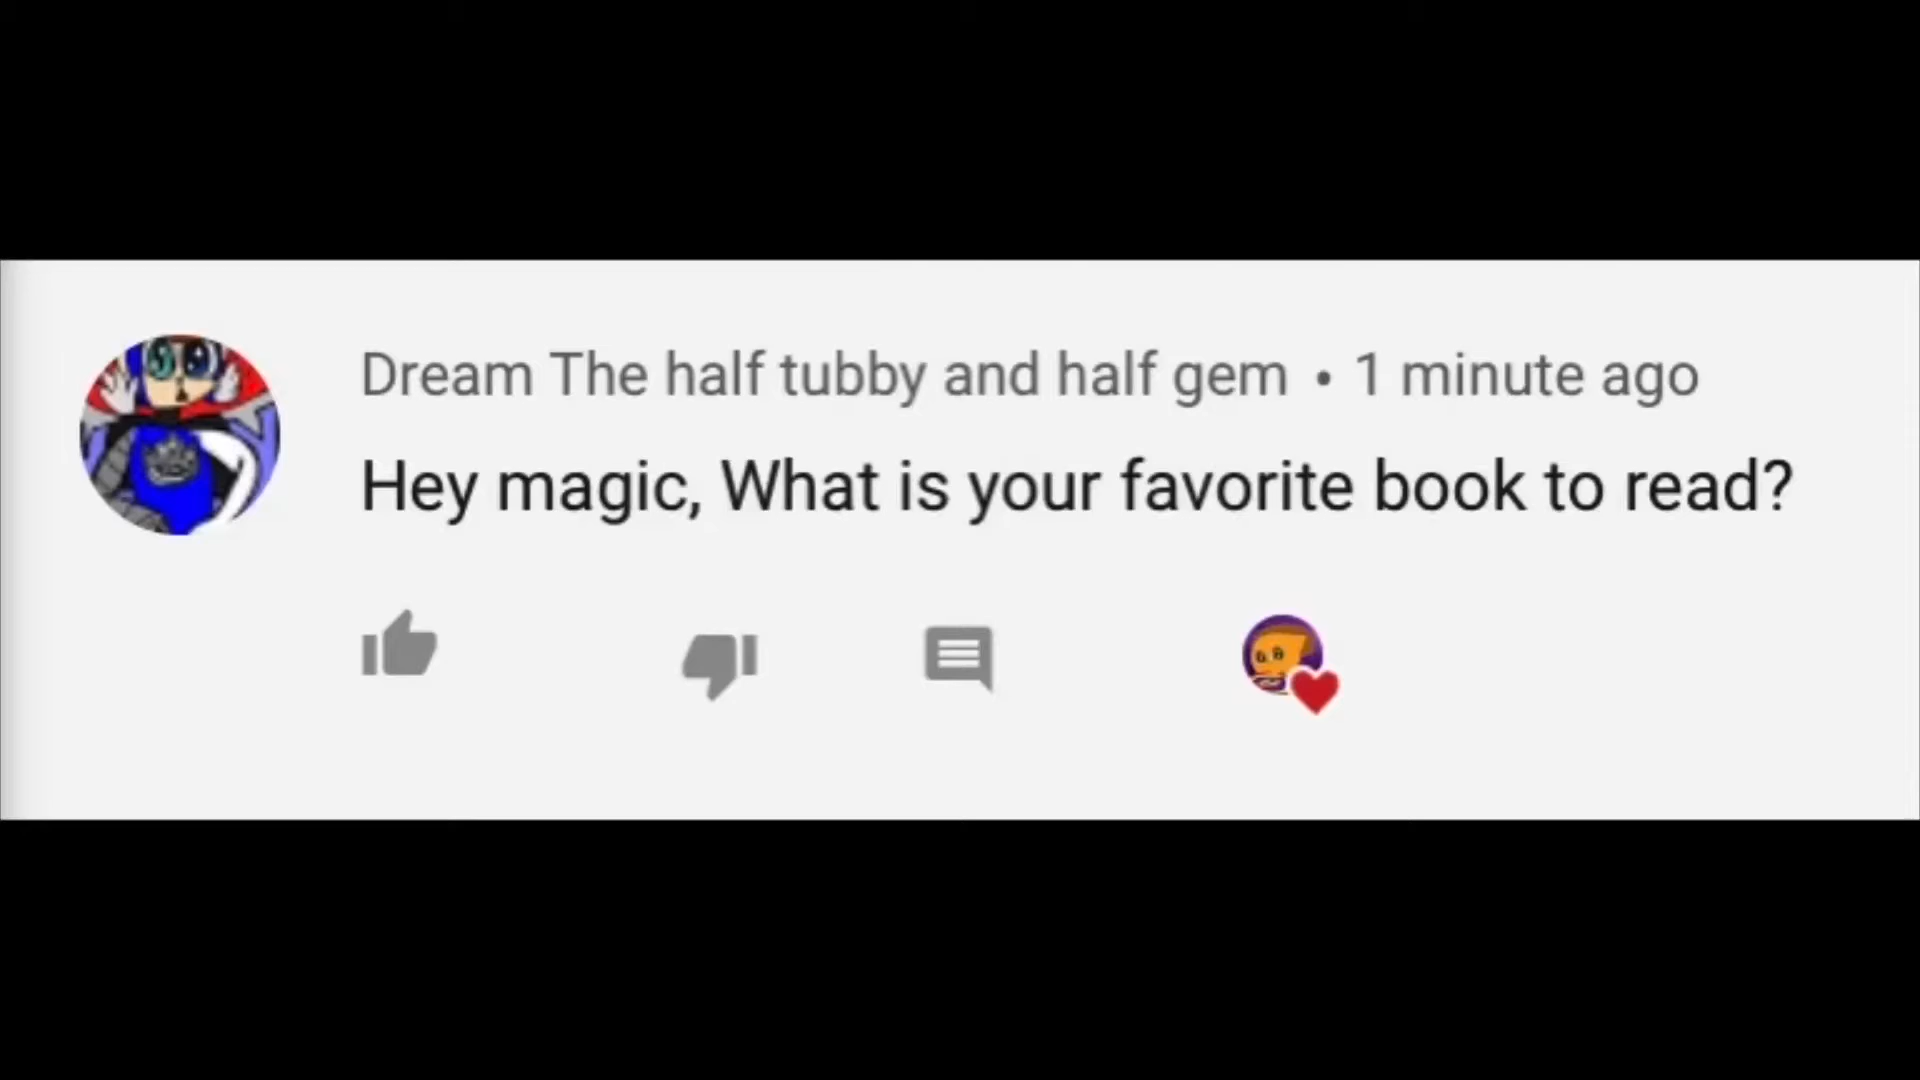 Dream The half tubby and half gem • 1 minute ago
Hey magic, What is your favorite book to read?